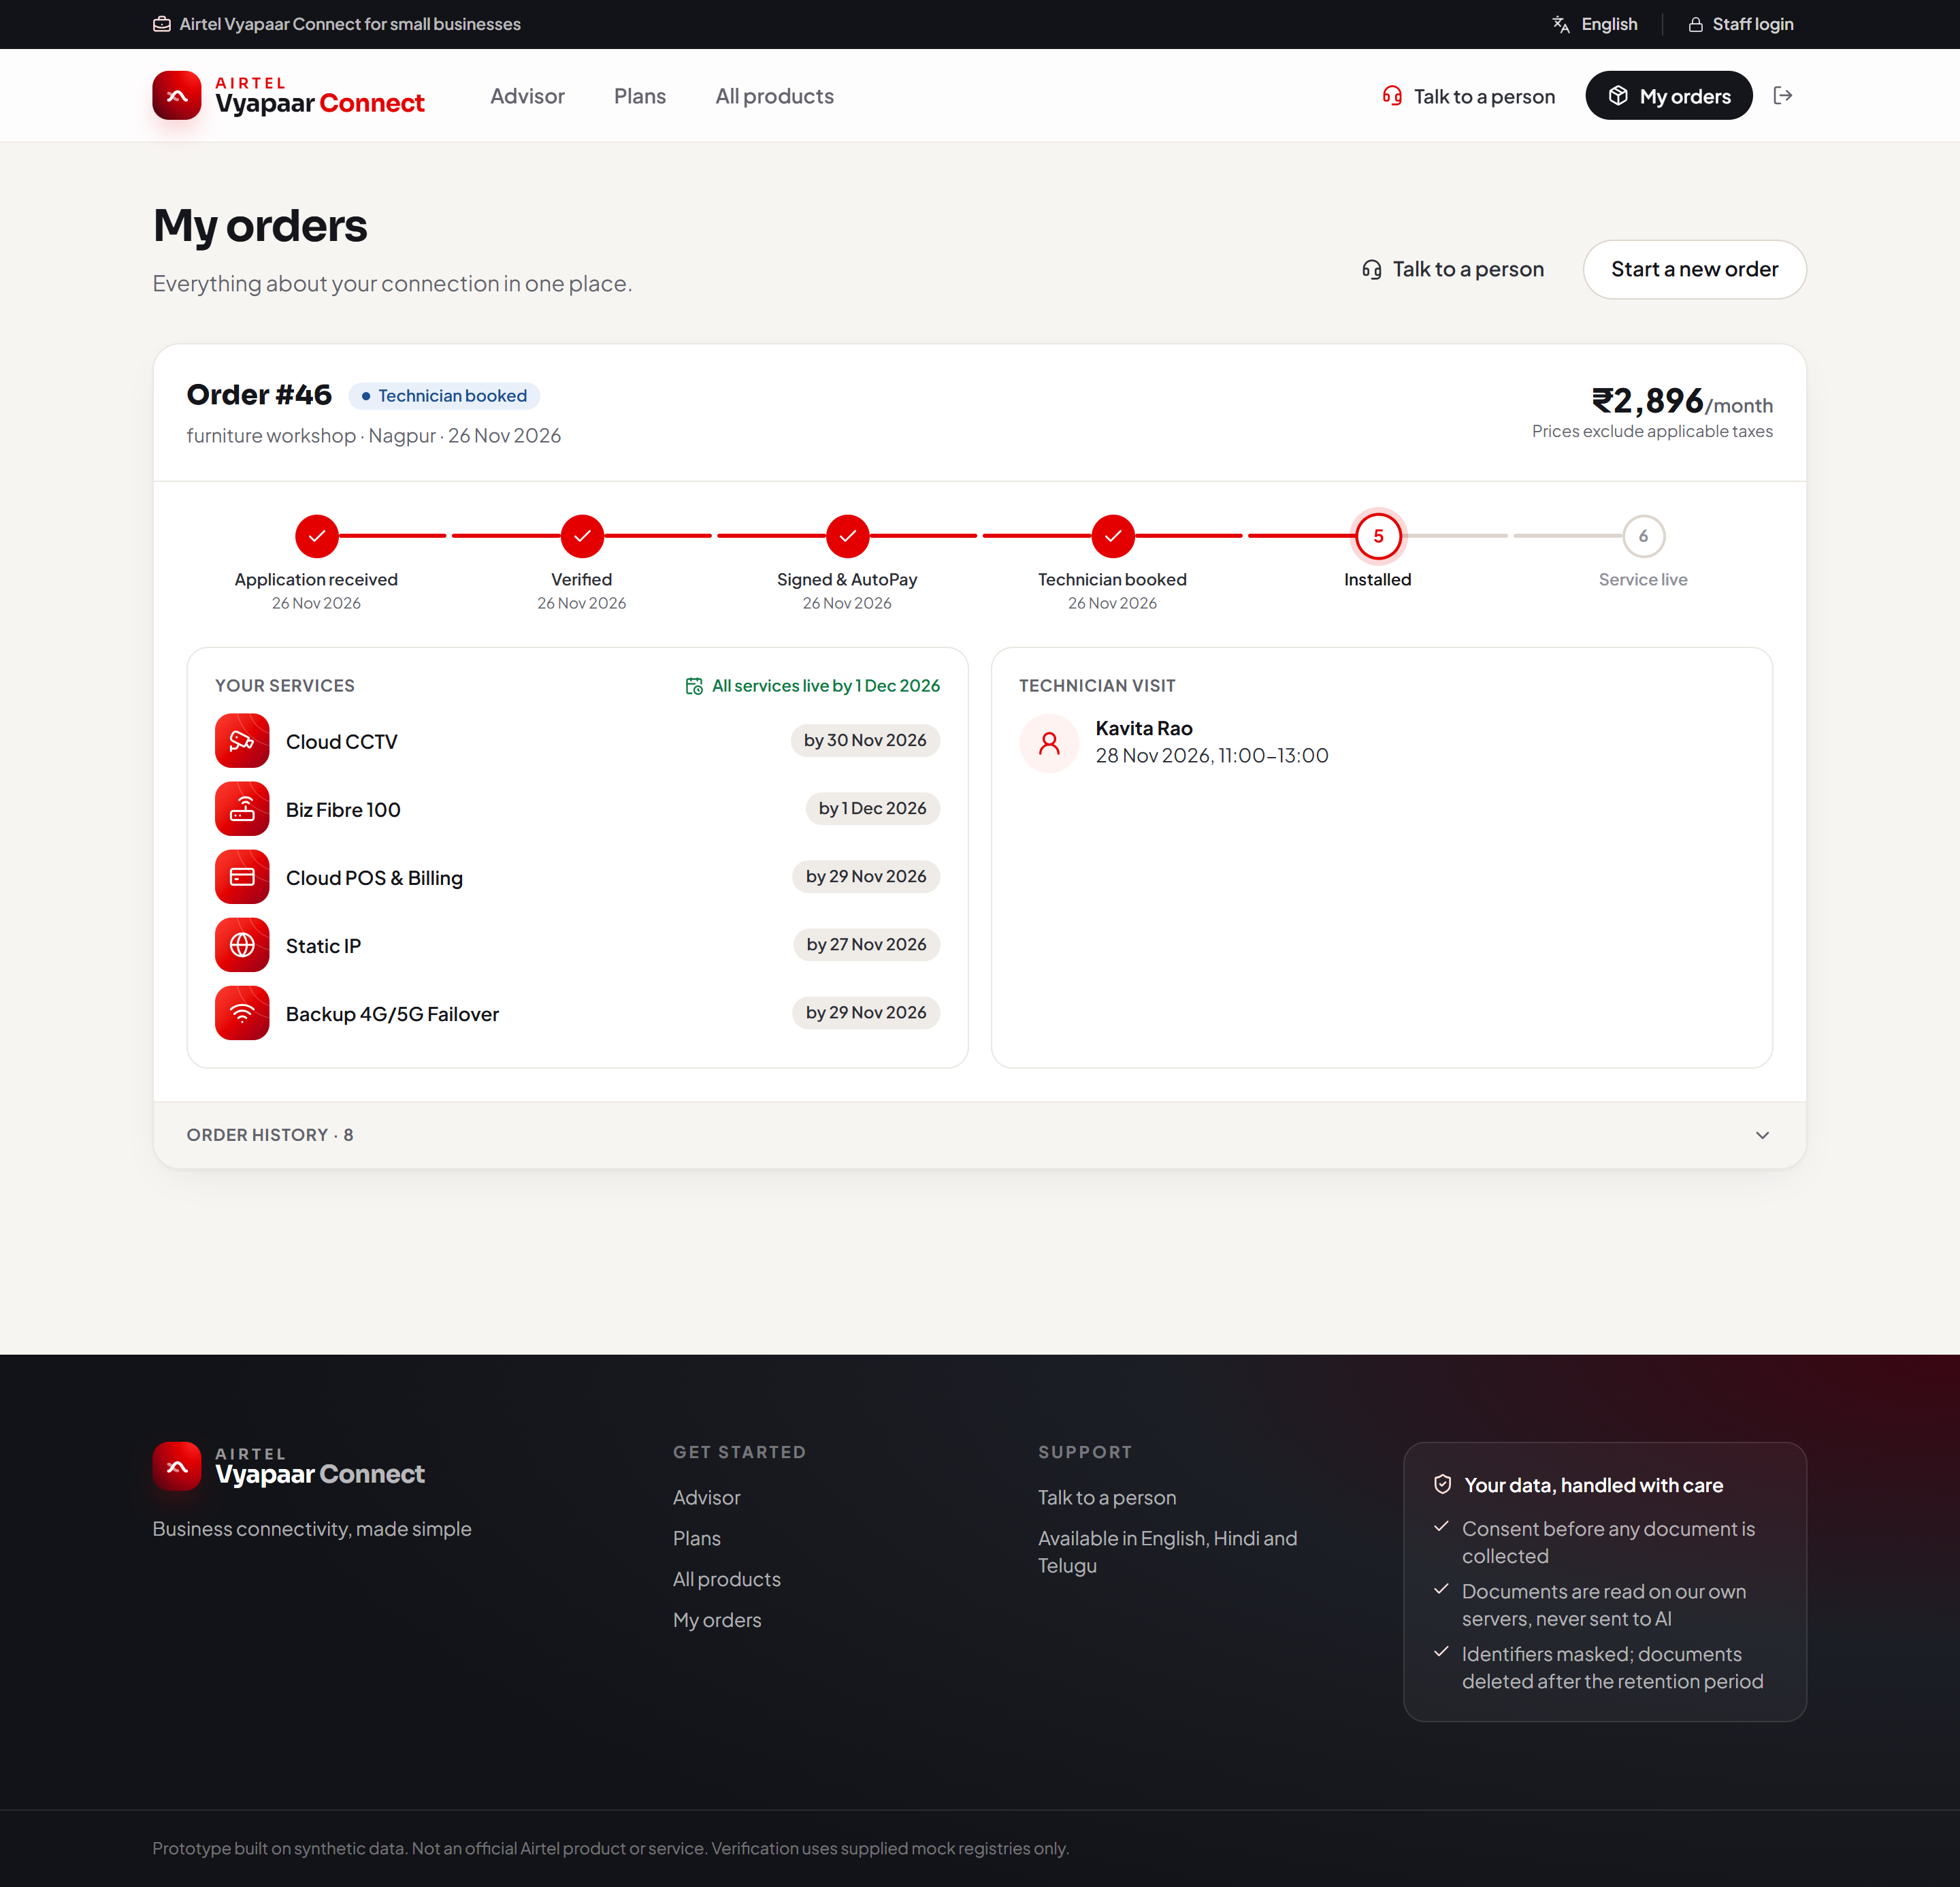 Airtel Vyapaar Connect for small businesses
English
Staff login
AIRTEL
Vyapaar Connect
Advisor
Plans
All products
Talk to a person
My orders
My orders
Everything about your connection in one place.
Talk to a person
Start a new order
Order #46
Technician booked
furniture workshop · Nagpur · 26 Nov 2026
₹2,896/month
Prices exclude applicable taxes
Application received
26 Nov 2026
Verified
26 Nov 2026
Signed & AutoPay
26 Nov 2026
Technician booked
26 Nov 2026
5
Installed
6
Service live
YOUR SERVICES
All services live by 1 Dec 2026
Cloud CCTV
by 30 Nov 2026
Biz Fibre 100
by 1 Dec 2026
Cloud POS & Billing
by 29 Nov 2026
Static IP
by 27 Nov 2026
Backup 4G/5G Failover
by 29 Nov 2026
TECHNICIAN VISIT
Kavita Rao
28 Nov 2026, 11:00–13:00
ORDER HISTORY · 8
AIRTEL
Vyapaar Connect
Business connectivity, made simple
GET STARTED
Advisor
Plans
All products
My orders
SUPPORT
Talk to a person
Available in English, Hindi and
Telugu
Your data, handled with care
Consent before any document is
collected
Documents are read on our own
servers, never sent to AI
Identifiers masked; documents
deleted after the retention period
Prototype built on synthetic data. Not an official Airtel product or service. Verification uses supplied mock registries only.